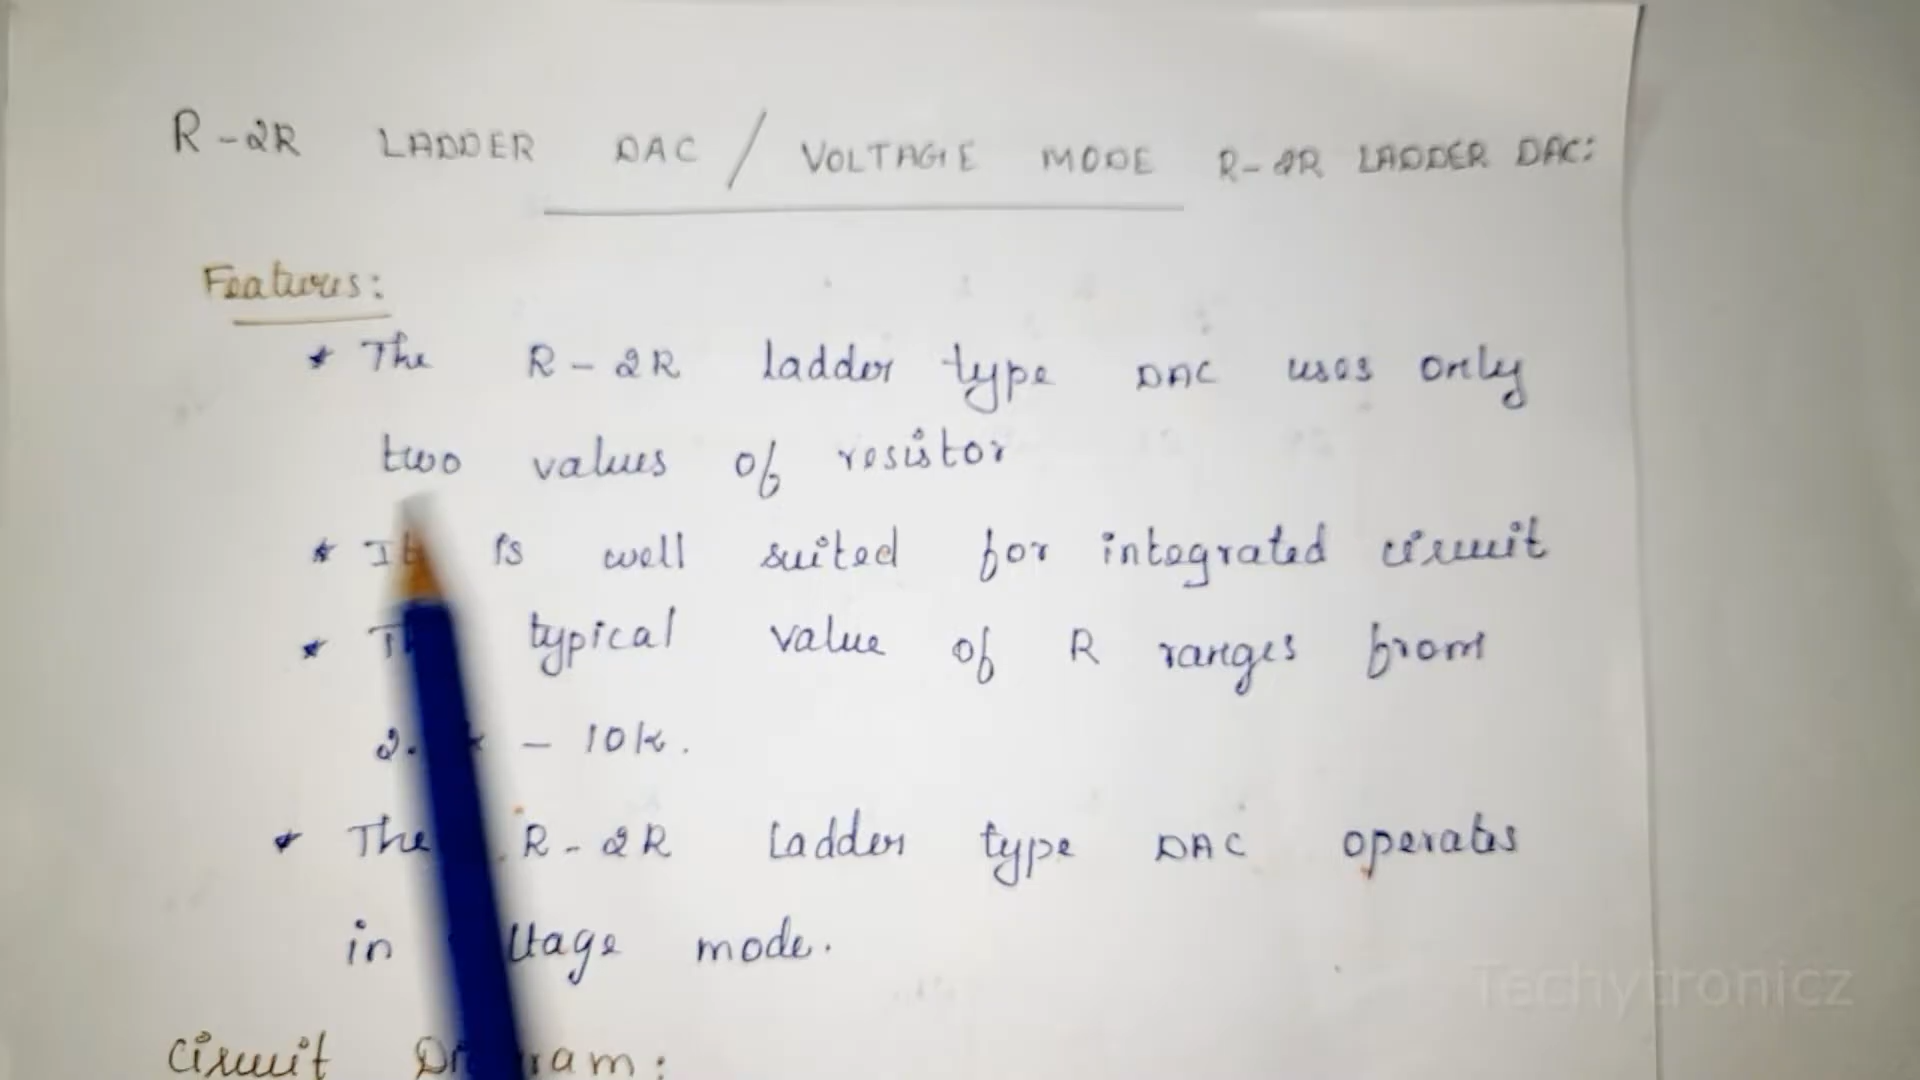 R-2R LADDER DAC / VOLTAGE MODE R-2R LADDER DAC:
Features:
* The R-2R ladder type DAC uses only
two values of resistor
* It is well suited for integrated circuit
* typical value of R ranges from
- 10k.
* The R-2R Ladder type DAC operates
in mode.
Circuit
Techytronicz